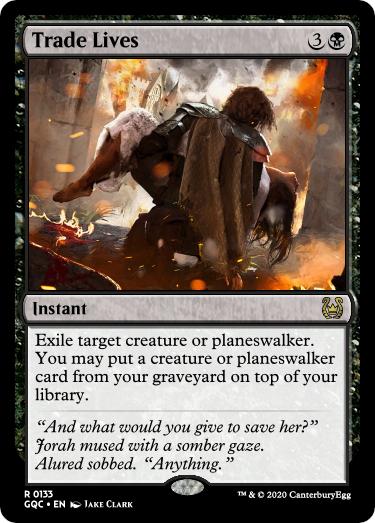 Trade Lives 3
Instant
Exile target creature or planeswalker.
You may put a creature or planeswalker
card from your graveyard on top of your
library.
“And what would you give to save her?”
Jorah mused with a somber gaze.
Alured sobbed. “Anything.”
R 0133
GQC • EN JAKE CLARK
™ & © 2020 CanterburyEgg